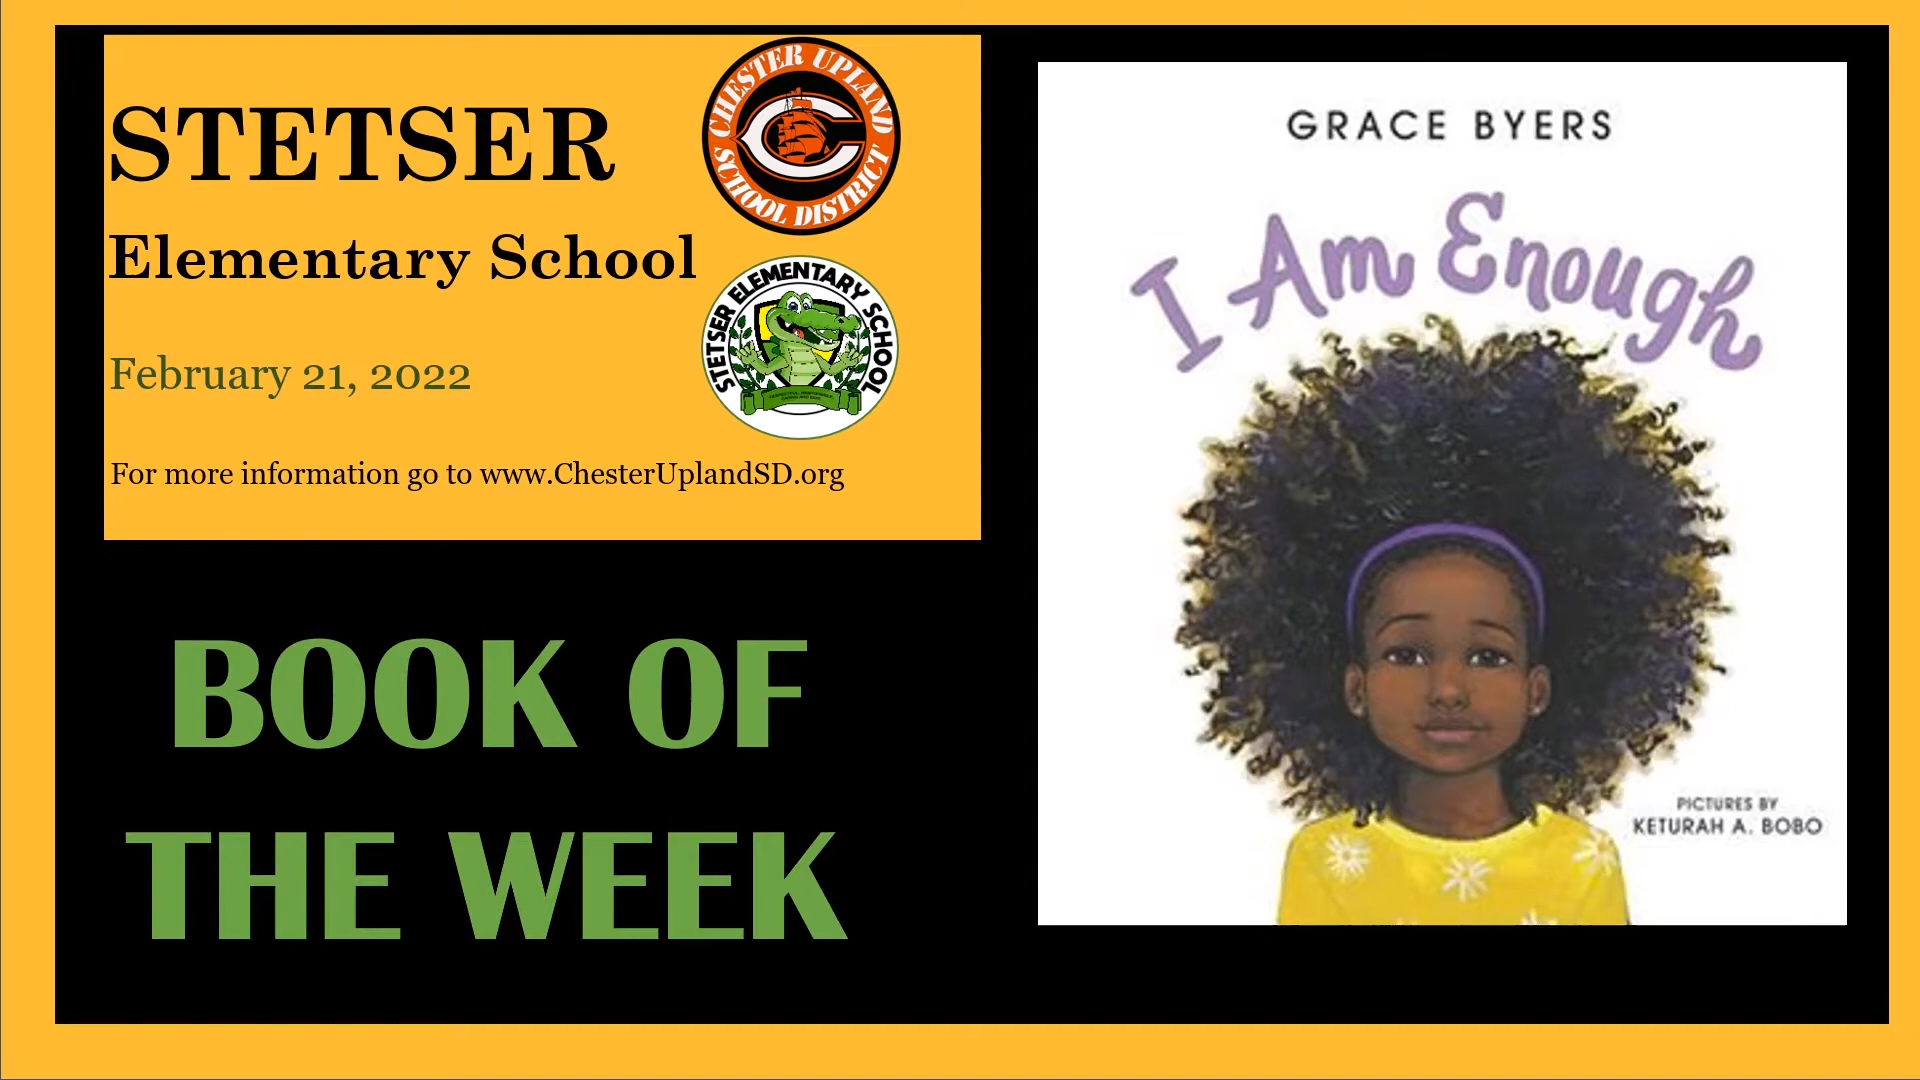 STETSER
Elementary School
February 21, 2022
For more information go to www.ChesterUplandSD.org
CHESTER UPLAND
SCHOOL DISTRICT
C
STETSER ELEMENTARY SCHOOL
BOOK OF
THE WEEK
GRACE BYERS
I Am Enough
PICTURES BY
KETURAH A. BOBO